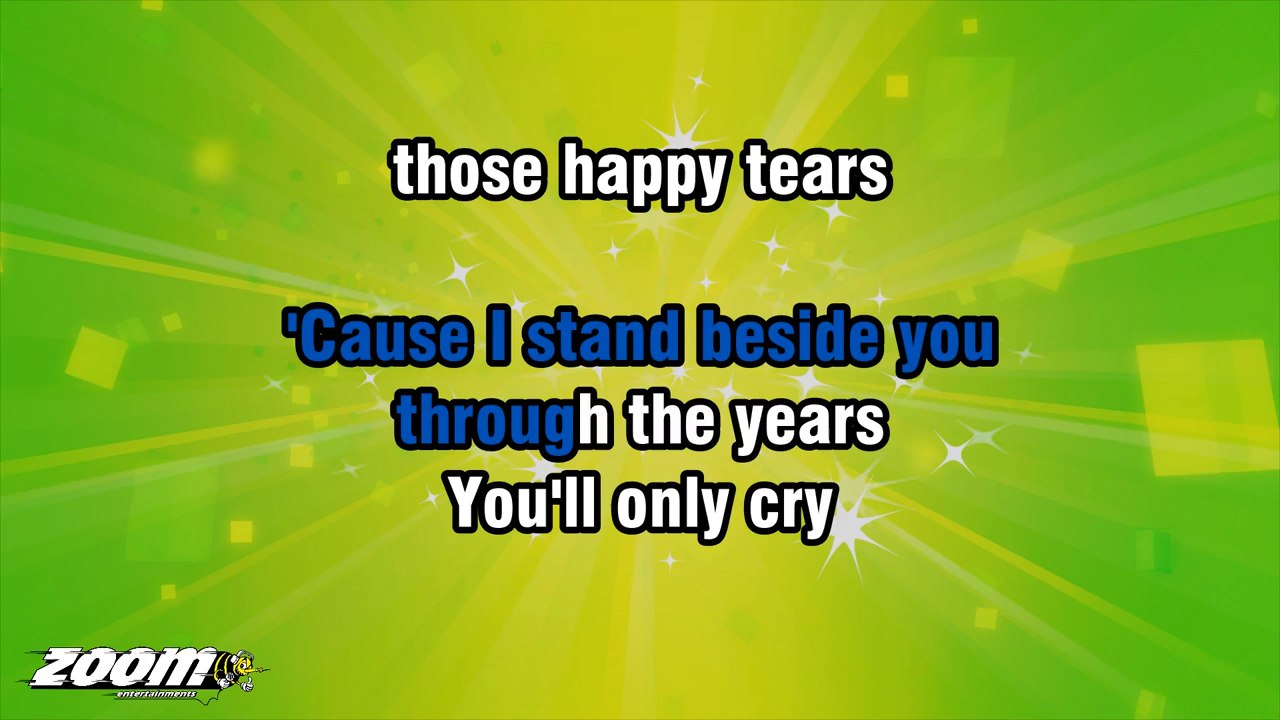 those happy tears
'Cause I stand beside you
through the years
You'll only cry
ZOOM
entertainments